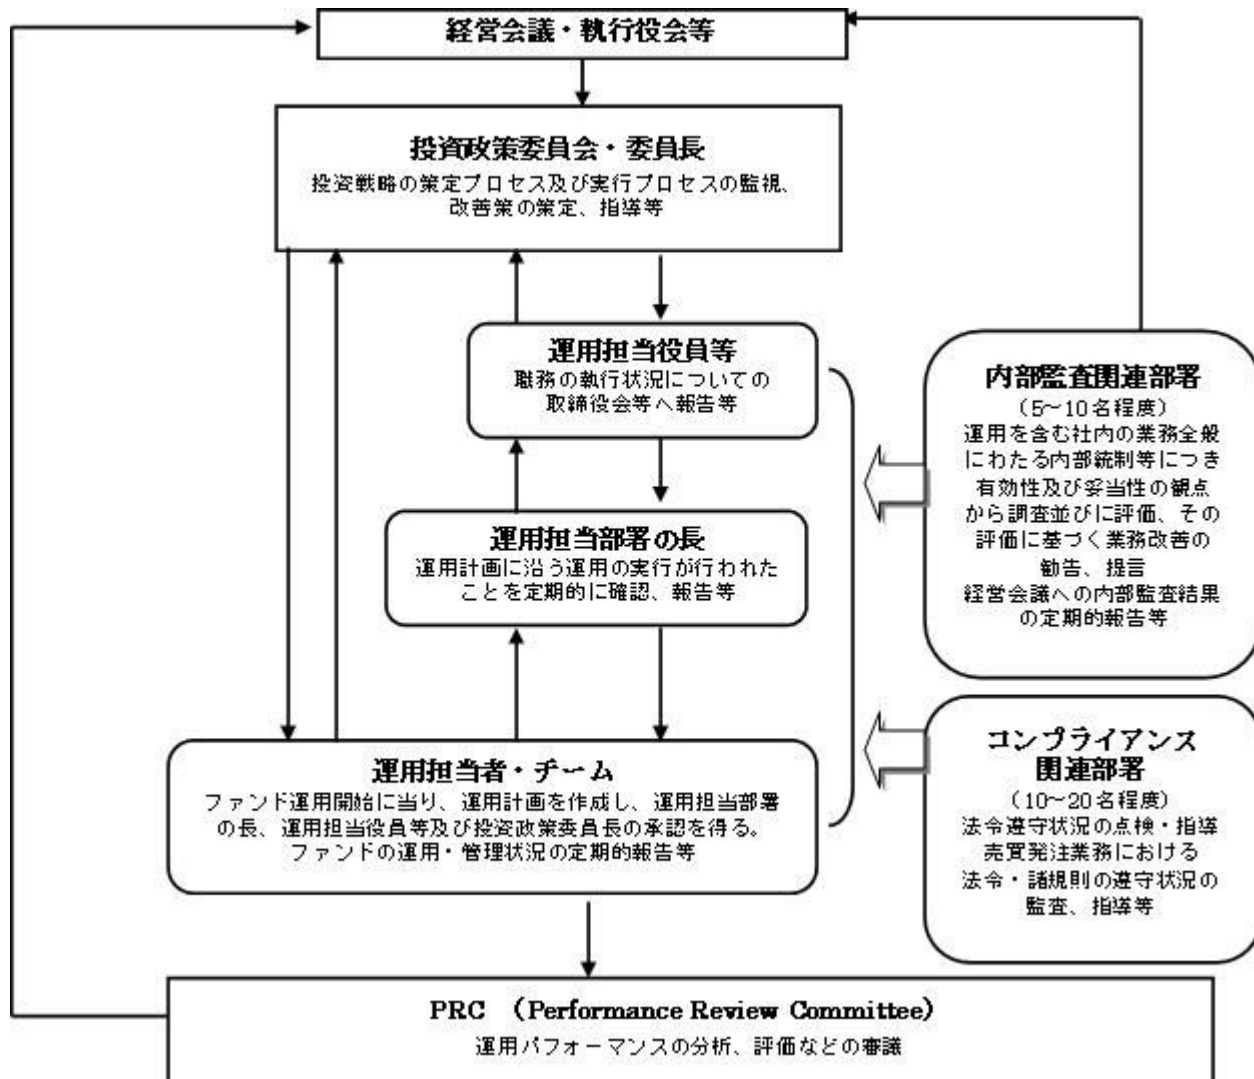 経営会議・執行役会等
投資政策委員会・委員長
投資戦略の策定プロセス及び実行プロセスの監視、
改善策の策定、指導等
運用担当役員等
職務の執行状況についての
取締役会等へ報告等
運用担当部署の長
運用計画に沿う運用の実行が行われた
ことを定期的に確認、報告等
運用担当者・チーム
ファンド運用開始に当り、運用計画を作成し、運用担当部署
の長、運用担当役員等及び投資政策委員長の承認を得る。
ファンドの運用・管理状況の定期的報告等
内部監査関連部署
（5～10名程度）
運用を含む社内の業務全般
にわたる内部統制等につき
有効性及び妥当性の観点
から調査並びに評価、その
評価に基づく業務改善の
勧告、提言
経営会議への内部監査結果
の定期的報告等
コンプライアンス
関連部署
（10～20名程度）
法令遵守状況の点検・指導
売買発注業務における
法令・諸規則の遵守状況の
監査、指導等
PRC （Performance Review Committee）
運用パフォーマンスの分析、評価などの審議